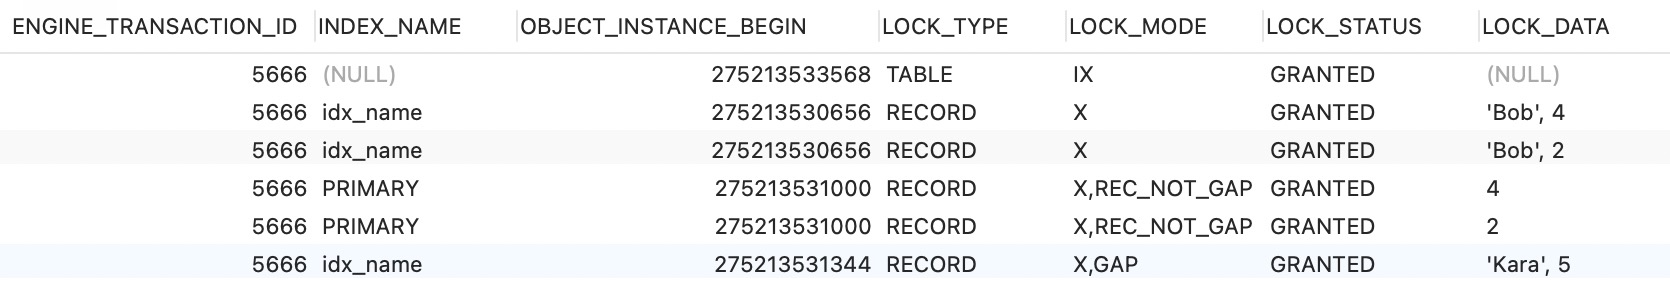 ENGINE_TRANSACTION_ID INDEX_NAME OBJECT_INSTANCE_BEGIN LOCK_TYPE LOCK_MODE LOCK_STATUS LOCK_DATA
5666 (NULL) 275213533568 TABLE IX GRANTED (NULL)
5666 idx_name 275213530656 RECORD X GRANTED 'Bob', 4
5666 idx_name 275213530656 RECORD X GRANTED 'Bob', 2
5666 PRIMARY 275213531000 RECORD X,REC_NOT_GAP GRANTED 4
5666 PRIMARY 275213531000 RECORD X,REC_NOT_GAP GRANTED 2
5666 idx_name 275213531344 RECORD X,GAP GRANTED 'Kara', 5